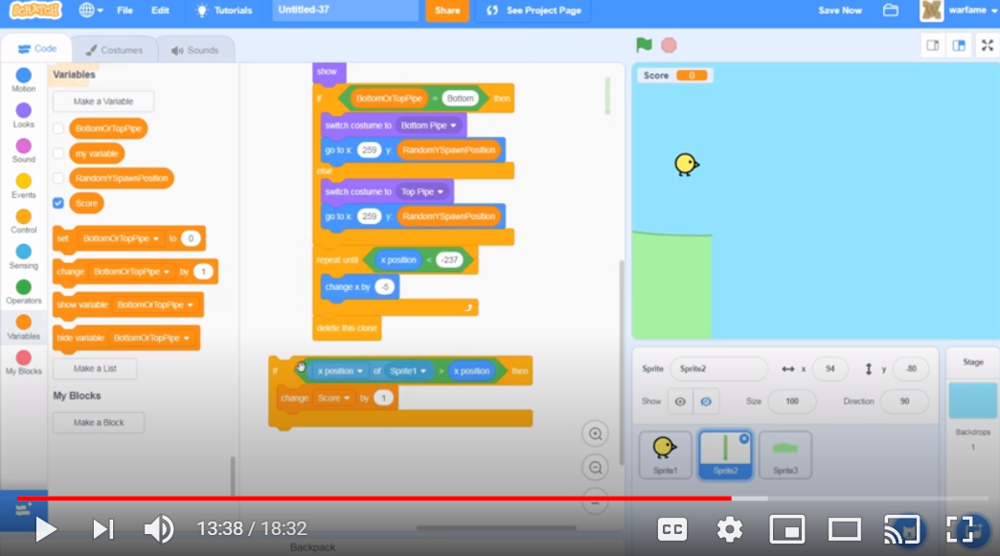 SCRATCH File Edit Tutorials Untitled-37 Share See Project Page Save Now warfame
Code Costumes Sounds
Motion
Looks
Sound
Events
Control
Sensing
Operators
Variables
My Blocks
Variables
Make a Variable
BottomOrTopPipe
my variable
RandomYSpawnPosition
Score
set BottomOrTopPipe to 0
change BottomOrTopPipe by 1
show variable BottomOrTopPipe
hide variable BottomOrTopPipe
Make a List
My Blocks
Make a Block
show
if BottomOrTopPipe = Bottom then
switch costume to Bottom Pipe
go to x: 259 y: RandomYSpawnPosition
else
switch costume to Top Pipe
go to x: 259 y: RandomYSpawnPosition
repeat until x position < -237
change x by -5
delete this clone
if x position of Sprite1 > x position then
change Score by 1
Backpack
Score 0
Sprite Sprite2 x 94 y -80
Show Size 100 Direction 90
Sprite1 Sprite2 Sprite3
Stage
Backdrops
1
13:38 / 18:32
CC